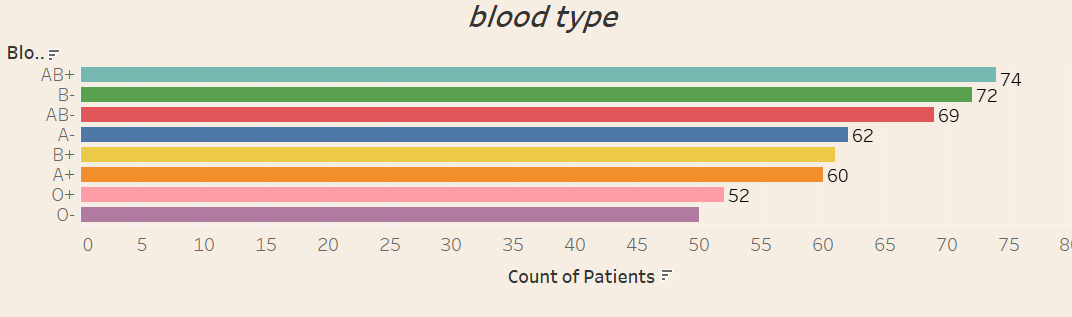 blood type
Blo..
AB+ 74
B- 72
AB- 69
A- 62
B+
A+ 60
O+ 52
O-
0 5 10 15 20 25 30 35 40 45 50 55 60 65 70 75 80
Count of Patients